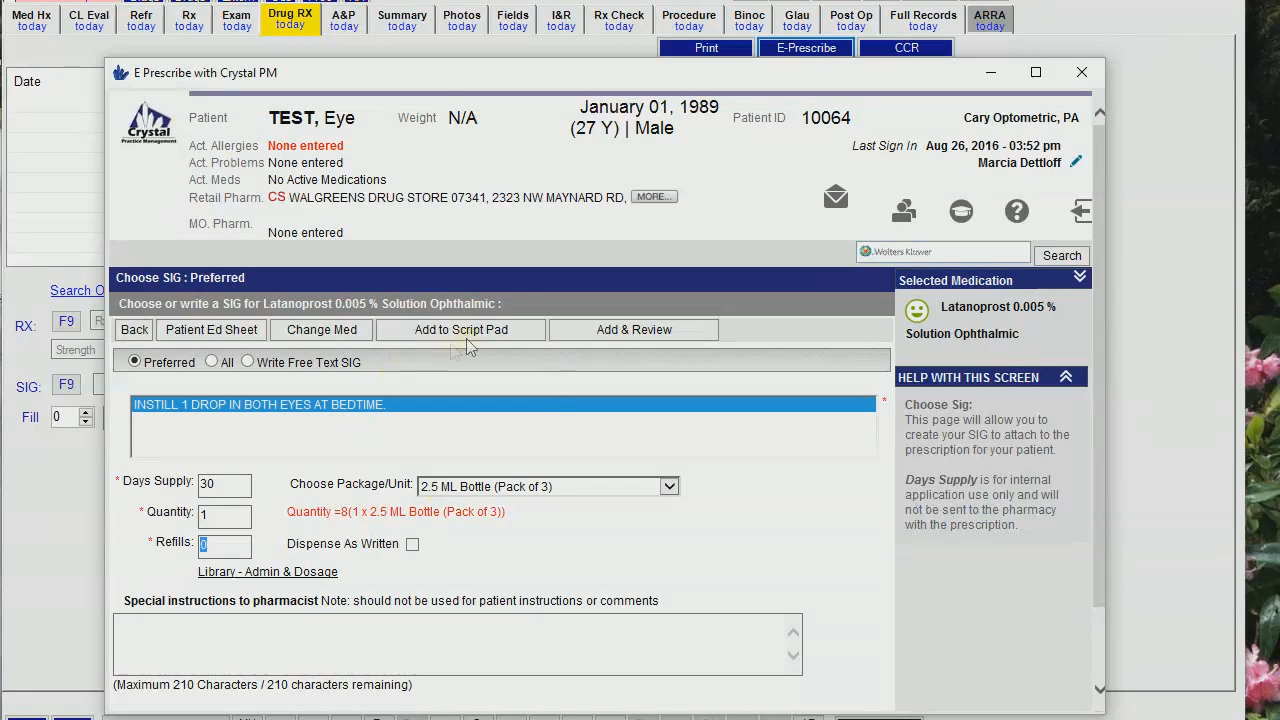 Med Hx CL Eval Refr Rx Exam Drug RX A&P Summary Photos Fields I&R Rx Check Procedure Binoc Glau Post Op Full Records ARRA
today today today today today today today today today today today today today today today today today today
Print E-Prescribe CCR
Date
E Prescribe with Crystal PM
Crystal
Practice Management
Patient TEST, Eye Weight N/A January 01, 1989 Patient ID 10064 Cary Optometric, PA
(27 Y) | Male
Act. Allergies None entered Last Sign In Aug 26, 2016 - 03:52 pm
Act. Problems None entered Marcia Dettloff
Act. Meds No Active Medications
Retail Pharm. CS WALGREENS DRUG STORE 07341, 2323 NW MAYNARD RD, MORE...
MO. Pharm.
None entered
Wolters Kluwer Search
Choose SIG : Preferred
Selected Medication
Choose or write a SIG for Latanoprost 0.005 % Solution Ophthalmic :
Latanoprost 0.005 %
Solution Ophthalmic
Search O
RX: F9
Back Patient Ed Sheet Change Med Add to Script Pad Add & Review
Strength
Preferred All Write Free Text SIG
HELP WITH THIS SCREEN
SIG: F9
INSTILL 1 DROP IN BOTH EYES AT BEDTIME. *
Choose Sig:
This page will allow you to
create your SIG to attach to the
prescription for your patient.
Fill 0
* Days Supply: 30 Choose Package/Unit: 2.5 ML Bottle (Pack of 3)
Days Supply is for internal
application use only and will
not be sent to the pharmacy
with the prescription.
* Quantity: 1 Quantity =8(1 x 2.5 ML Bottle (Pack of 3))
* Refills: 0 Dispense As Written
Library - Admin & Dosage
Special instructions to pharmacist Note: should not be used for patient instructions or comments
(Maximum 210 Characters / 210 characters remaining)